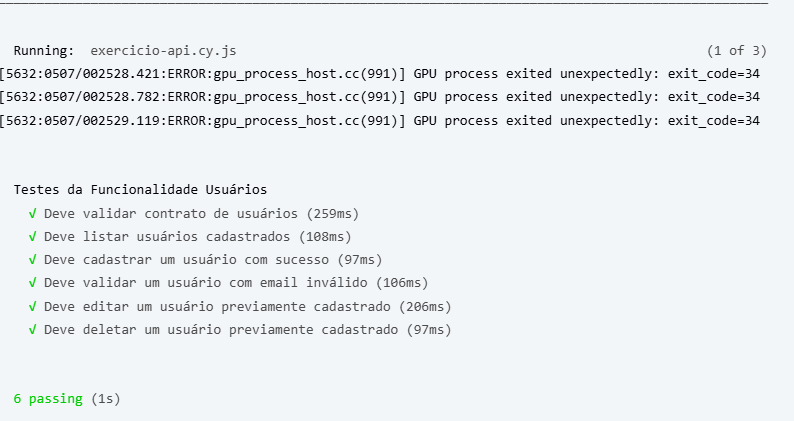 Running: exercicio-api.cy.js (1 of 3)
[5632:0507/002528.421:ERROR:gpu_process_host.cc(991)] GPU process exited unexpectedly: exit_code=34
[5632:0507/002528.782:ERROR:gpu_process_host.cc(991)] GPU process exited unexpectedly: exit_code=34
[5632:0507/002529.119:ERROR:gpu_process_host.cc(991)] GPU process exited unexpectedly: exit_code=34
Testes da Funcionalidade Usuários
√ Deve validar contrato de usuários (259ms)
√ Deve listar usuários cadastrados (108ms)
√ Deve cadastrar um usuário com sucesso (97ms)
√ Deve validar um usuário com email inválido (106ms)
√ Deve editar um usuário previamente cadastrado (206ms)
√ Deve deletar um usuário previamente cadastrado (97ms)
6 passing (1s)